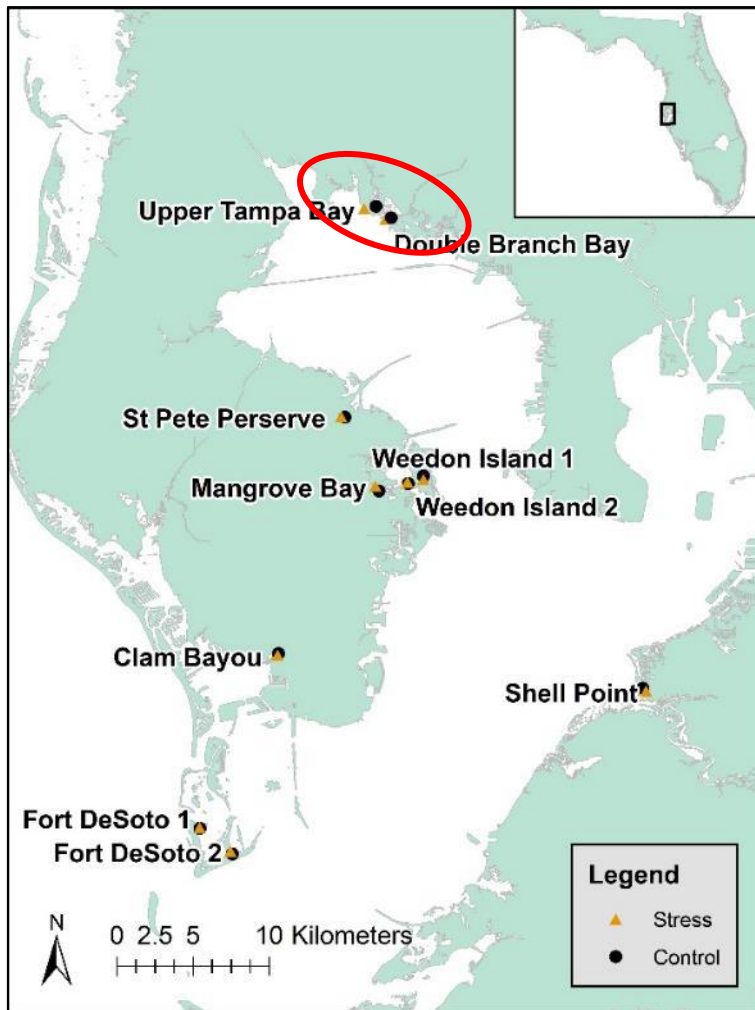 Upper Tampa Bay
Double Branch Bay
St Pete Perserve
Weedon Island 1
Mangrove Bay
Weedon Island 2
Clam Bayou
Shell Point
Fort DeSoto 1
Fort DeSoto 2
N
0 2.5 5 10 Kilometers
Legend
Stress
Control